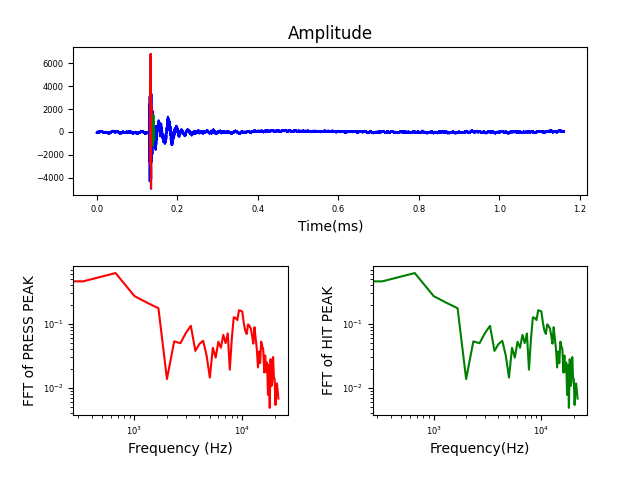 Amplitude
6000
4000
2000
0
−2000
−4000
0.0 0.2 0.4 0.6 0.8 1.0 1.2
Time(ms)
FFT of PRESS PEAK
10⁻¹
10⁻²
10³ 10⁴
Frequency (Hz)
FFT of HIT PEAK
10⁻¹
10⁻²
10³ 10⁴
Frequency(Hz)